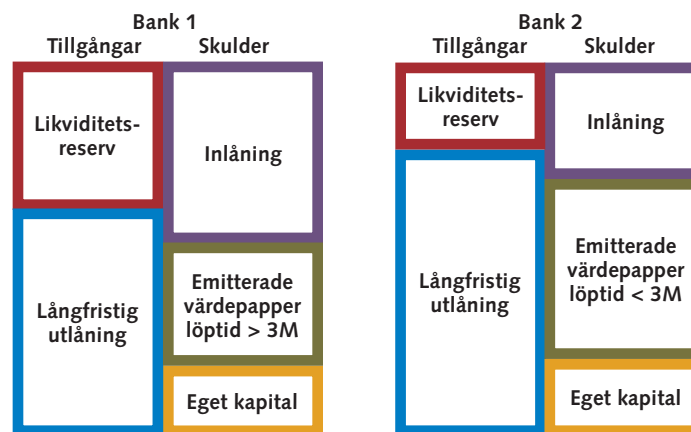 Bank 1
Tillgångar Skulder
Likviditets-
reserv
Inlåning
Långfristig
utlåning
Emitterade
värdepapper
löptid > 3M
Eget kapital
Bank 2
Tillgångar Skulder
Likviditets-
reserv
Inlåning
Långfristig
utlåning
Emitterade
värdepapper
löptid < 3M
Eget kapital